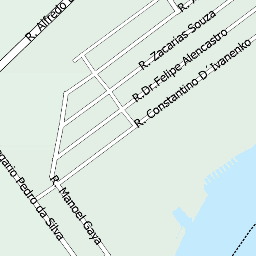 R. Alfredo
R. Zacarias Souza
R.Dr.Felipe Alencastro
R. Constantino D´Ivanenko
R. Manoel Gaya
Pedro da Silva